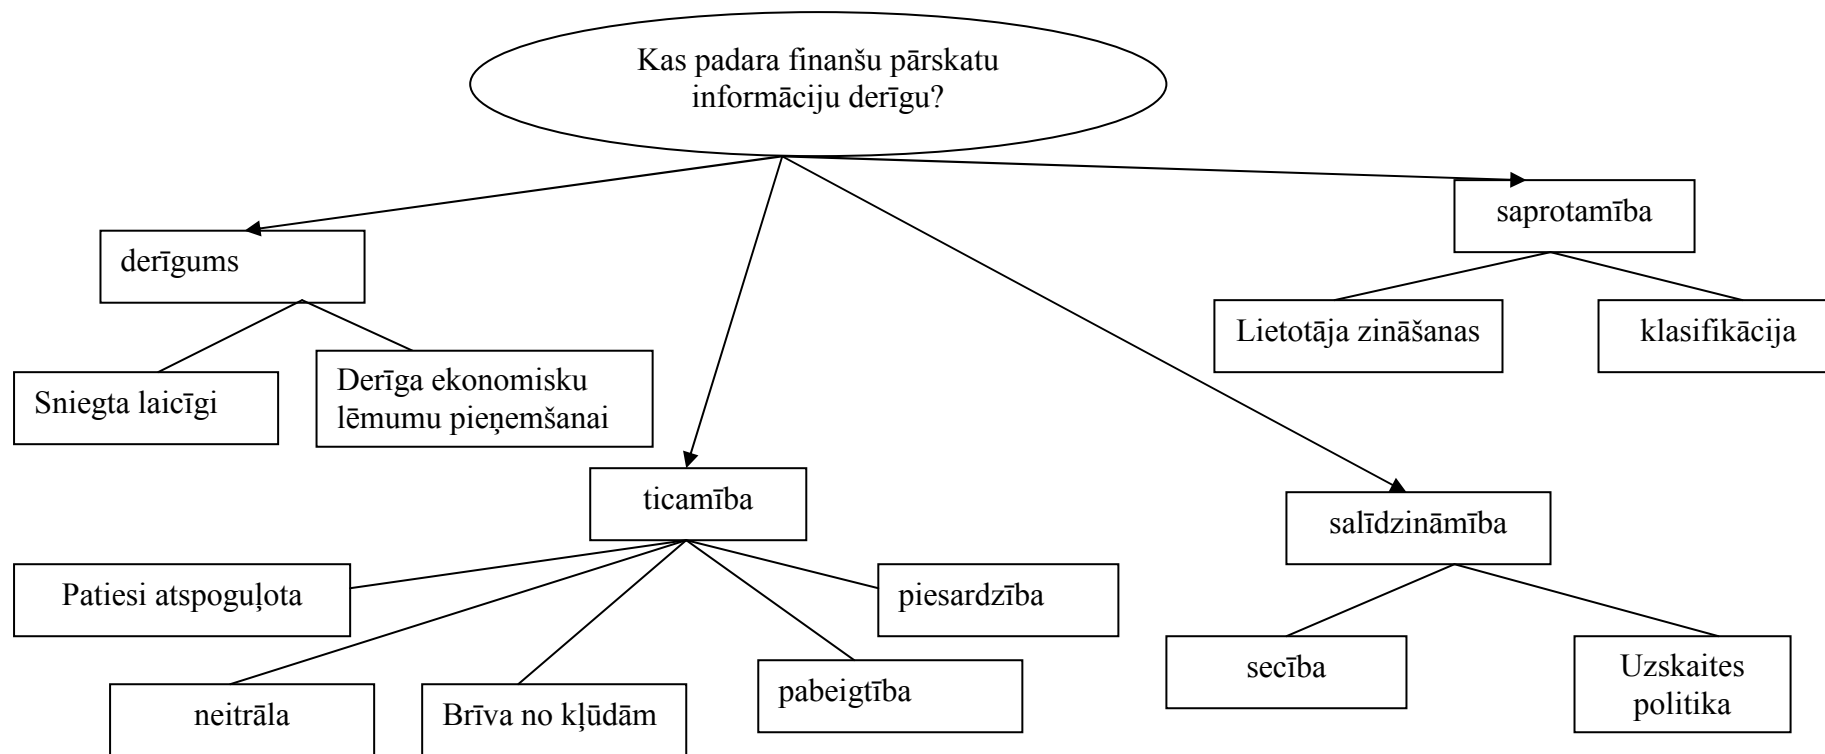 Kas padara finanšu pārskatu
informāciju derīgu?
saprotamība
derīgums
Lietotāja zināšanas
klasifikācija
Sniegta laicīgi
Derīga ekonomisku
lēmumu pieņemšanai
ticamība
salīdzināmība
Patiesi atspoguļota
piesardzība
neitrāla
Brīva no kļūdām
pabeigtība
secība
Uzskaites
politika